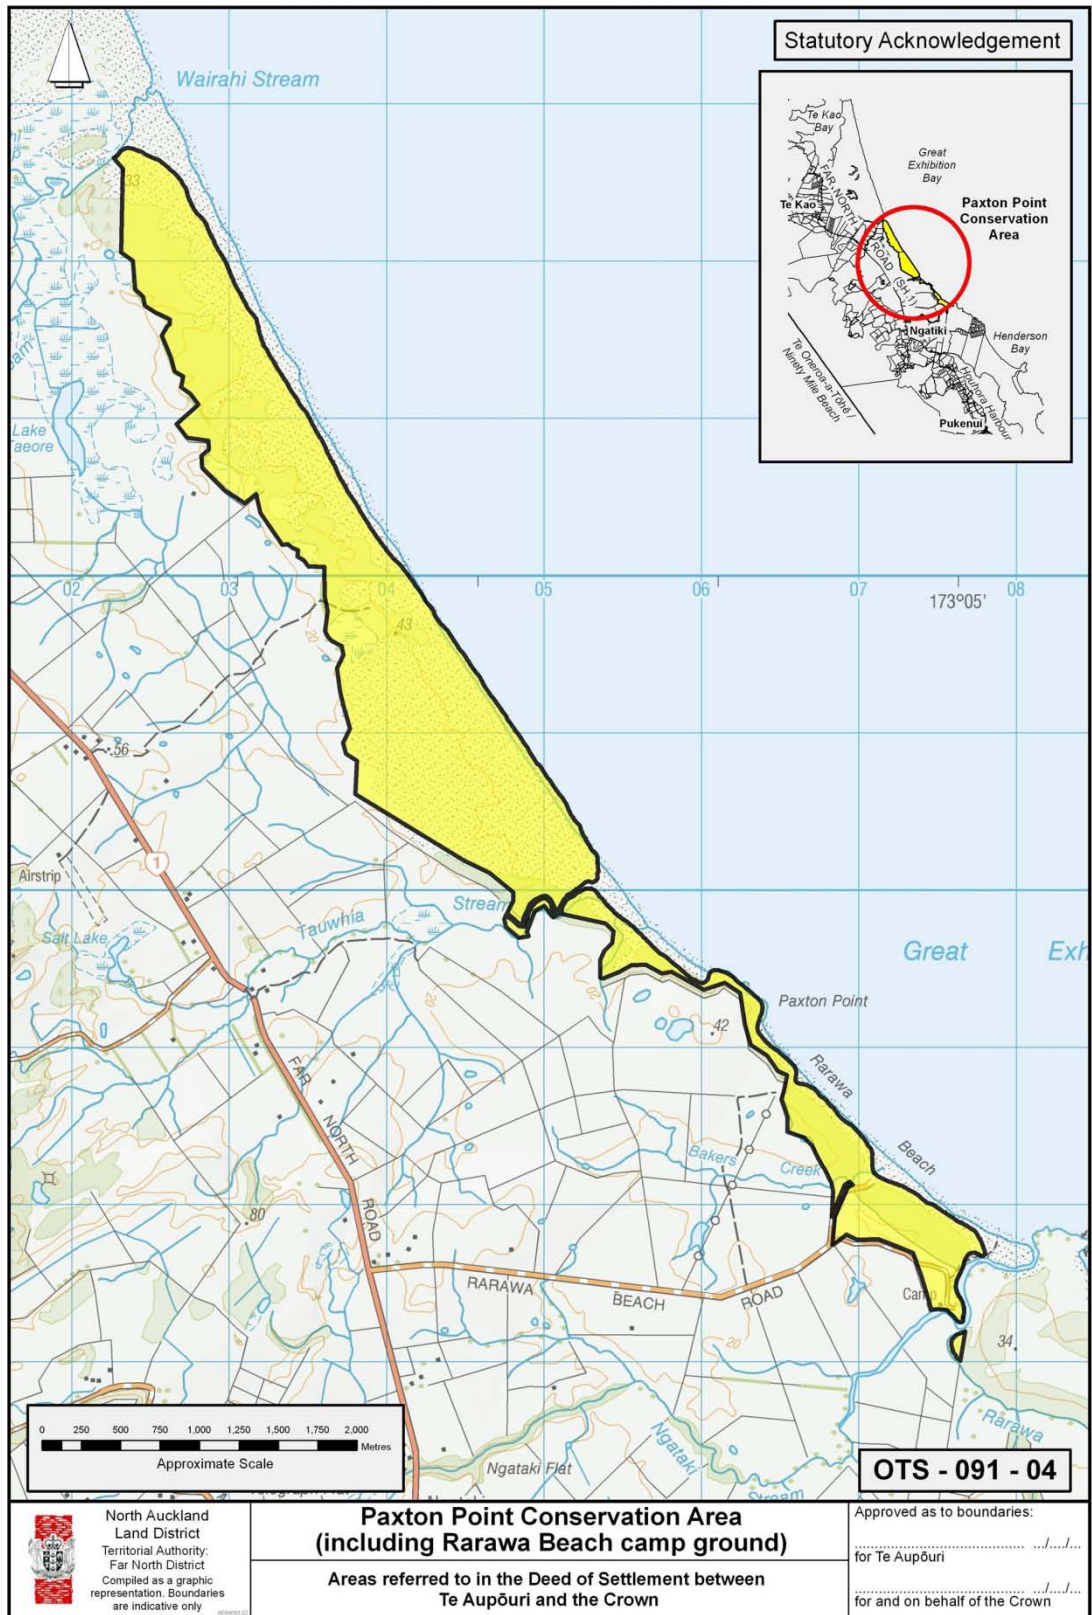 Statutory Acknowledgement
Wairahi Stream
Te Kao
Bay
Great
Exhibition
Bay
Te Kao
FAR NORTH ROAD (SH 1)
Paxton Point
Conservation
Area
Ngatiki
Henderson
Bay
Te Oneroa-a-Tōhē /
Ninety Mile Beach
Houhora Harbour
Pukenui
33
Lake
02
03
04
05
06
07
08
173°05'
20
43
56
1
Airstrip
Salt Lake
Tauwhia
Stream
Great
Exh
20
Paxton Point
42
Rarawa
Beach
FAR
NORTH
ROAD
Bakers
Creek
80
RARAWA
BEACH
ROAD
Camp
20
34
Rarawa
Stream
Ngataki
Ngataki Flat
0 250 500 750 1,000 1,250 1,500 1,750 2,000
Metres
Approximate Scale
OTS - 091 - 04
North Auckland
Land District
Territorial Authority:
Far North District
Compiled as a graphic
representation. Boundaries
are indicative only
Paxton Point Conservation Area
(including Rarawa Beach camp ground)
Areas referred to in the Deed of Settlement between
Te Aupōuri and the Crown
Approved as to boundaries:
.................................. .../..../....
for Te Aupōuri
.................................. .../..../....
for and on behalf of the Crown